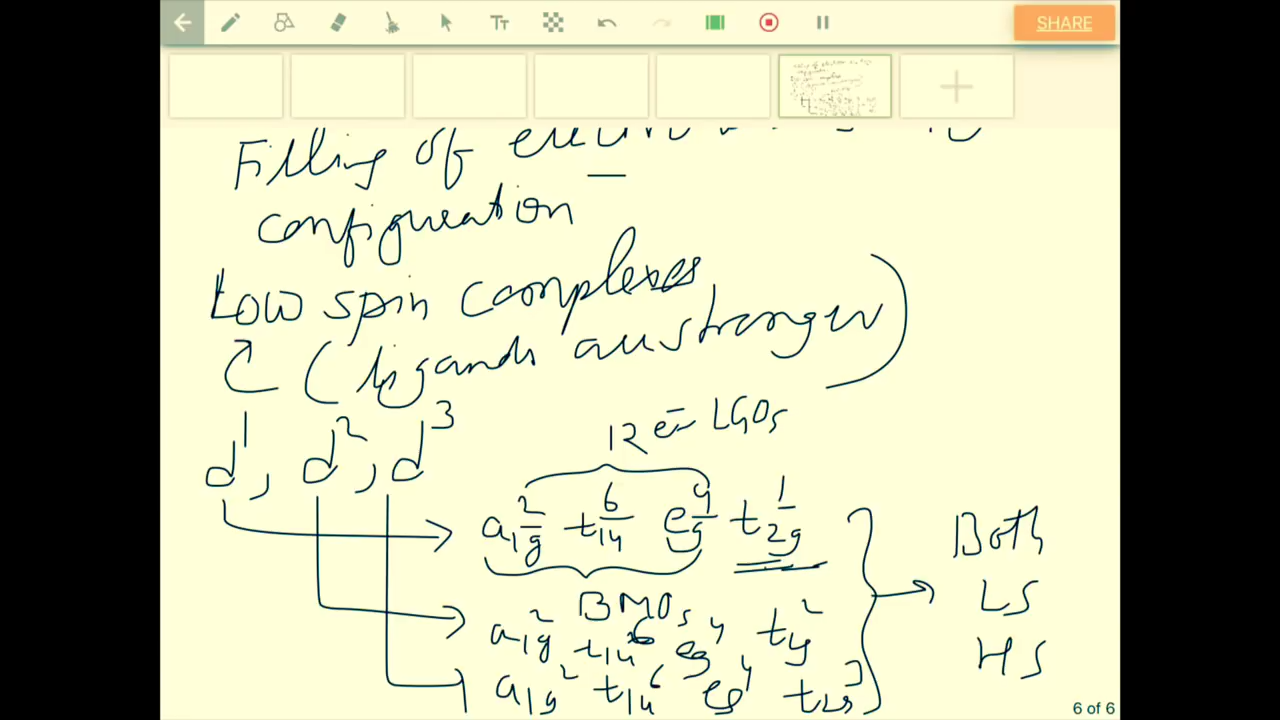 SHARE
Filling of
configuration
Low spin complexes
(ligands are stronger)
12 e⁻ LGOs
d¹, d², d³
a₁g² t₁u⁶ eg⁴ t₂g¹
Both
BMOs
LS
a₁g² t₁u⁶ eg⁴ t₂g²
HS
a₁g² t₁u⁶ eg⁴ t₂g³
6 of 6